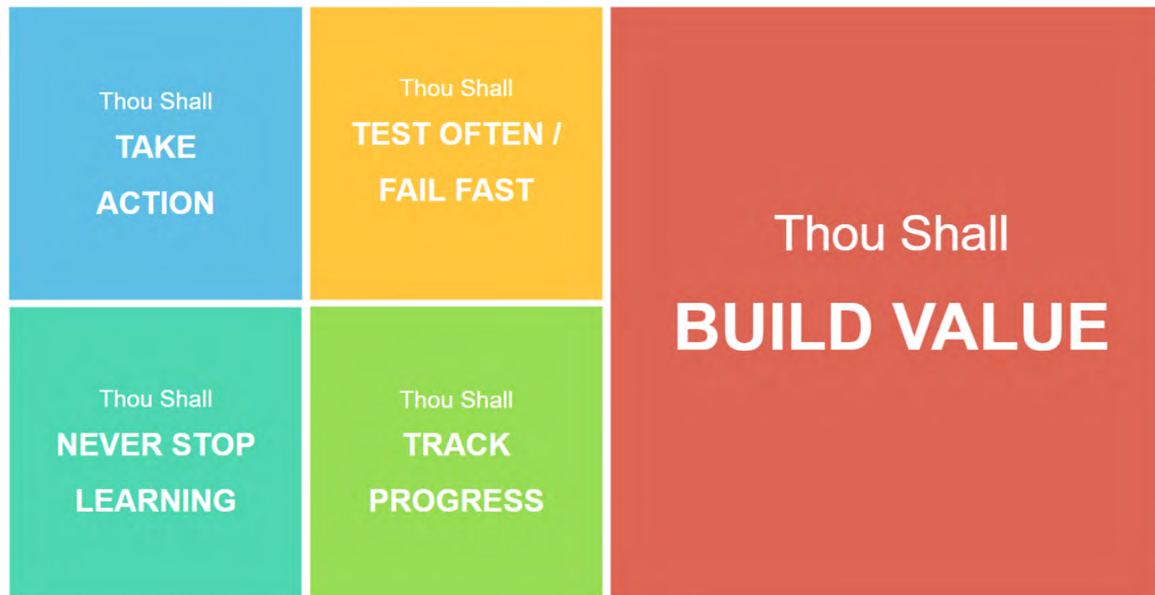 Thou Shall
TAKE
ACTION
Thou Shall
TEST OFTEN /
FAIL FAST
Thou Shall
NEVER STOP
LEARNING
Thou Shall
TRACK
PROGRESS
Thou Shall
BUILD VALUE